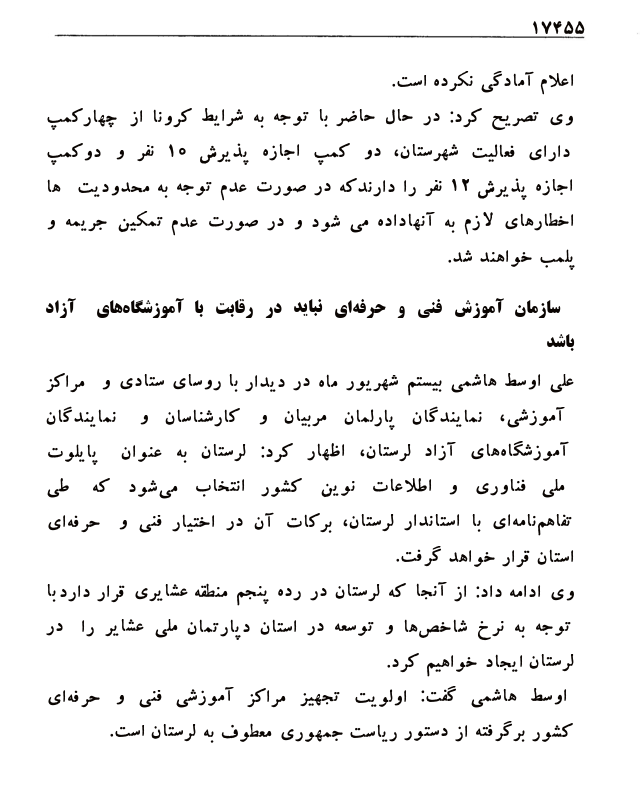 ۱۷۴۵۵
اعلام آمادگی نکرده است.
وی تصریح کرد: در حال حاضر با توجه به شرایط کرونا از چهارکمپ
دارای فعالیت شهرستان، دو کمپ اجازه پذیرش ۱۵ نفر و دوکمپ
اجازه پذیرش ۱۲ نفر را دارندکه در صورت عدم توجه به محدودیت ها
اخطارهای لازم به آنهاداده می شود و در صورت عدم تمکین جریمه و
پلمب خواهند شد.
سازمان آموزش فنی و حرفه‌ای نباید در رقابت با آموزشگاه‌های آزاد
باشد
علی اوسط هاشمی بیستم شهریور ماه در دیدار با روسای ستادی و مراکز
آموزشی، نمایندگان پارلمان مربیان و کارشناسان و نمایندگان
آموزشگاه‌های آزاد لرستان، اظهار کرد: لرستان به عنوان پایلوت
ملی فناوری و اطلاعات نوین کشور انتخاب می‌شود که طی
تفاهم‌نامه‌ای با استاندار لرستان، برکات آن در اختیار فنی و حرفه‌ای
استان قرار خواهد گرفت.
وی ادامه داد: از آنجا که لرستان در رده پنجم منطقه عشایری قرار داردبا
توجه به نرخ شاخص‌ها و توسعه در استان دپارتمان ملی عشایر را در
لرستان ایجاد خواهیم کرد.
اوسط هاشمی گفت: اولویت تجهیز مراکز آموزشی فنی و حرفه‌ای
کشور برگرفته از دستور ریاست جمهوری معطوف به لرستان است.